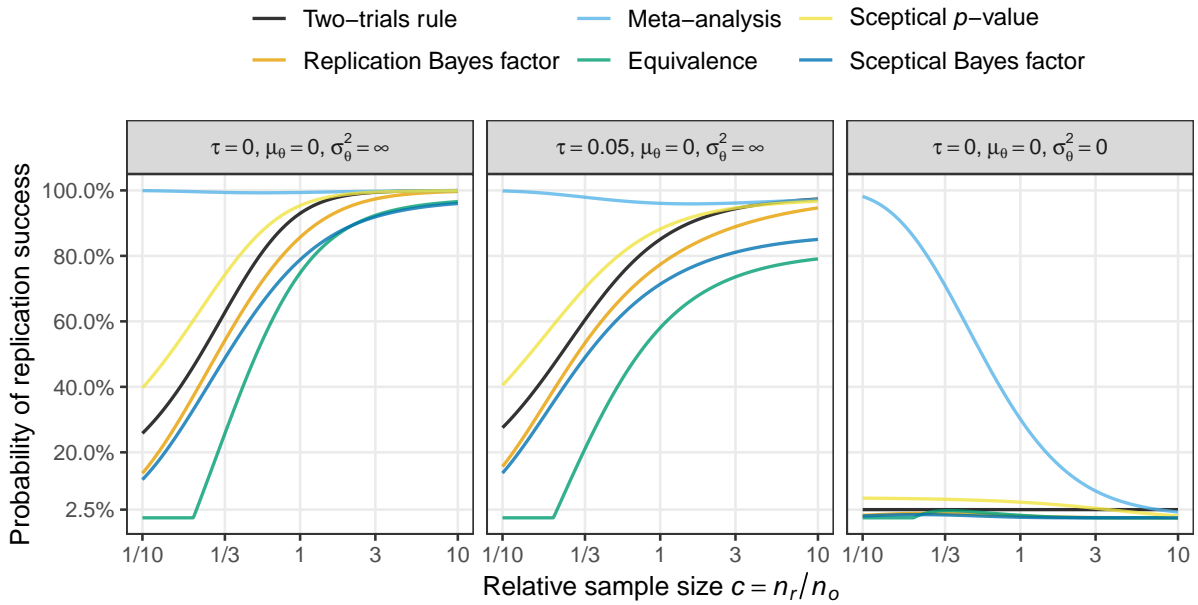 Two−trials rule Meta−analysis Sceptical p−value
Replication Bayes factor Equivalence Sceptical Bayes factor
τ = 0, μθ = 0, σ²θ = ∞ τ = 0.05, μθ = 0, σ²θ = ∞ τ = 0, μθ = 0, σ²θ = 0
Probability of replication success
100.0%
80.0%
60.0%
40.0%
20.0%
2.5%
1/10 1/3 1 3 10 1/10 1/3 1 3 10 1/10 1/3 1 3 10
Relative sample size c = nr/no